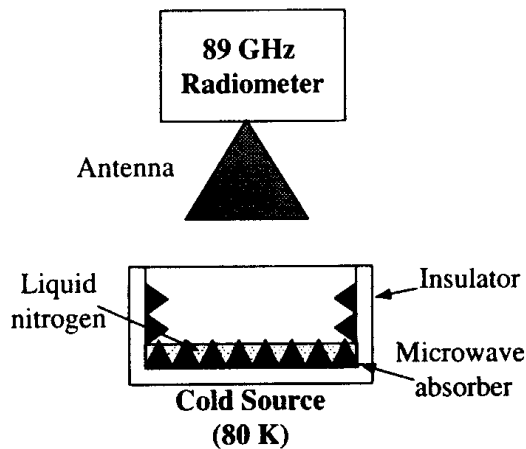 89 GHz
Radiometer
Antenna
Liquid
nitrogen
Insulator
Microwave
absorber
Cold Source
(80 K)